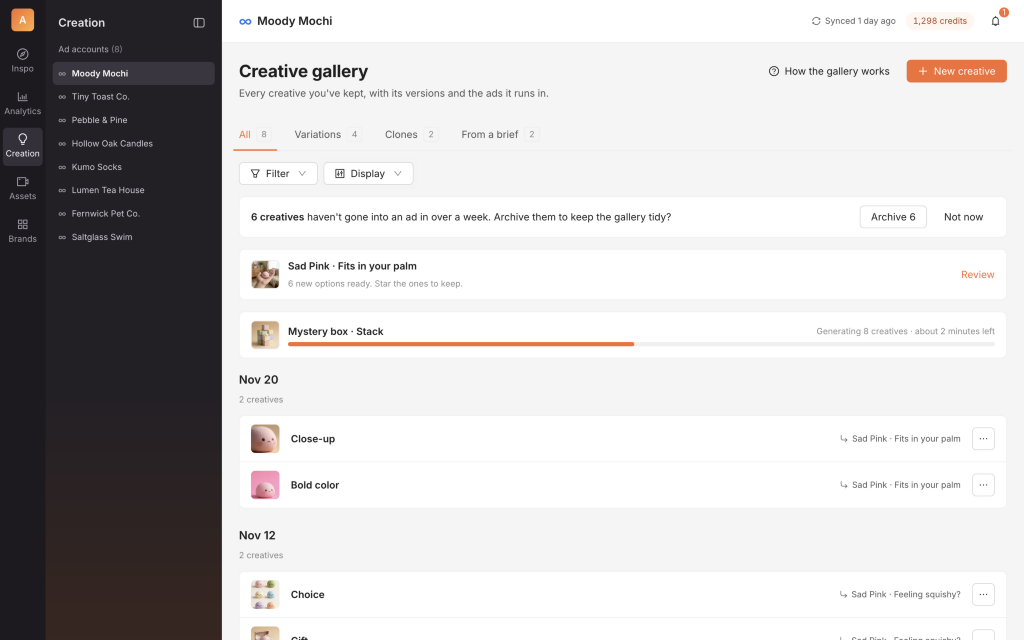 A
Inspo
Analytics
Creation
Assets
Brands
Creation
Ad accounts (8)
Moody Mochi
Tiny Toast Co.
Pebble & Pine
Hollow Oak Candles
Kumo Socks
Lumen Tea House
Fernwick Pet Co.
Saltglass Swim
Moody Mochi
Synced 1 day ago
1,298 credits
1
Creative gallery
Every creative you've kept, with its versions and the ads it runs in.
How the gallery works
New creative
All 8
Variations 4
Clones 2
From a brief 2
Filter
Display
6 creatives haven't gone into an ad in over a week. Archive them to keep the gallery tidy?
Archive 6
Not now
Sad Pink · Fits in your palm
6 new options ready. Star the ones to keep.
Review
Mystery box · Stack
Generating 8 creatives · about 2 minutes left
Nov 20
2 creatives
Close-up
Sad Pink · Fits in your palm
Bold color
Sad Pink · Fits in your palm
Nov 12
2 creatives
Choice
Sad Pink · Feeling squishy?
Gift
Sad Pink · Feeling squishy?